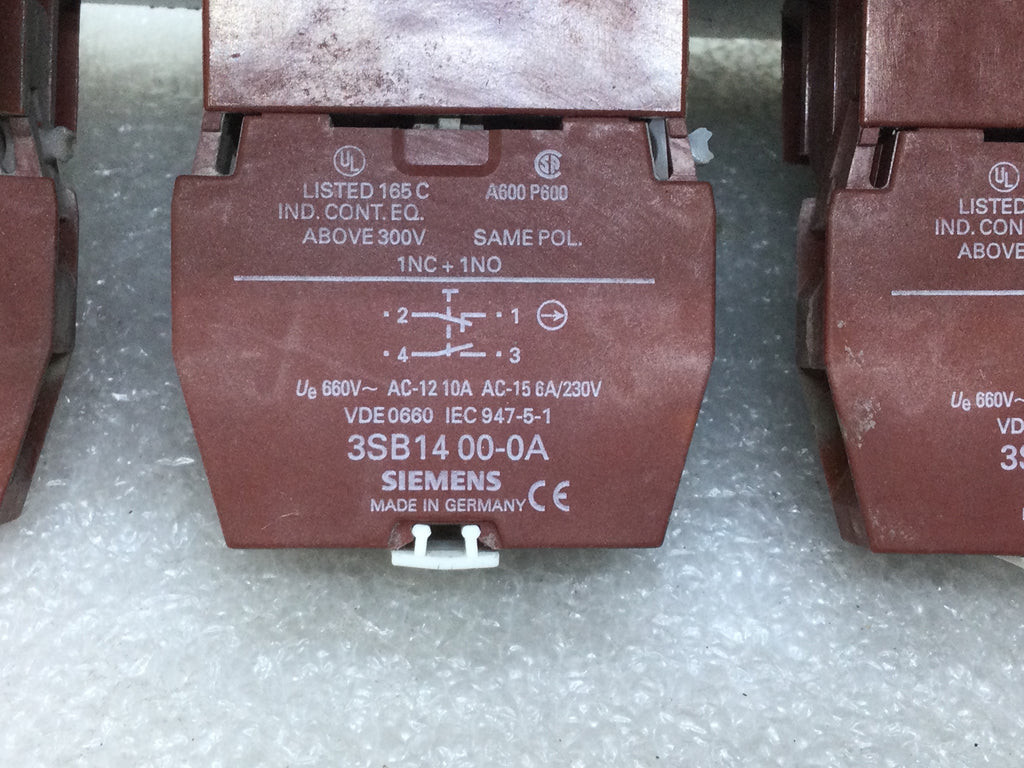 UL SA
LISTED 165 C A600 P600
IND. CONT. EQ.
ABOVE 300V SAME POL.
1NC + 1NO
·2 ·1
·4 ·3
Ue 660V~ AC-12 10A AC-15 6A/230V
VDE 0660 IEC 947-5-1
3SB14 00-0A
SIEMENS
MADE IN GERMANY CE
UL
LISTED
IND. CON
ABOVE
Ue 660V~
VD
3S